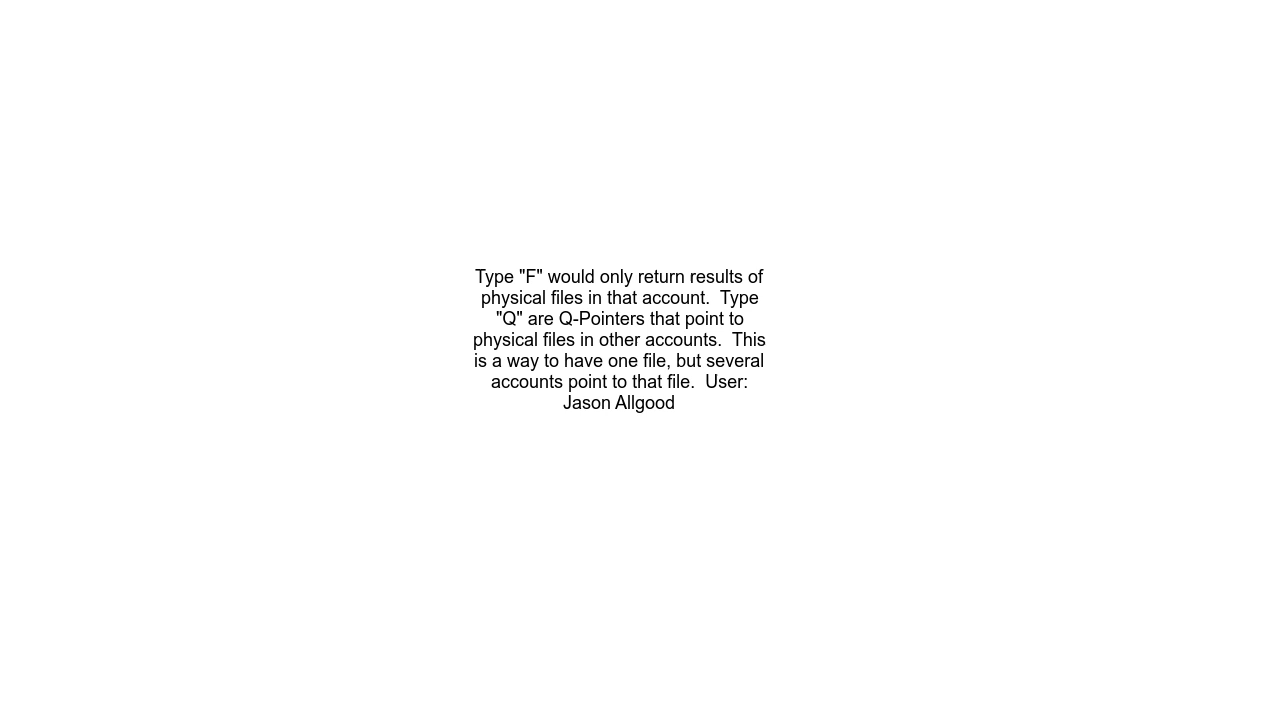 Type "F" would only return results of
physical files in that account.  Type
"Q" are Q-Pointers that point to
physical files in other accounts.  This
is a way to have one file, but several
accounts point to that file.  User:
Jason Allgood